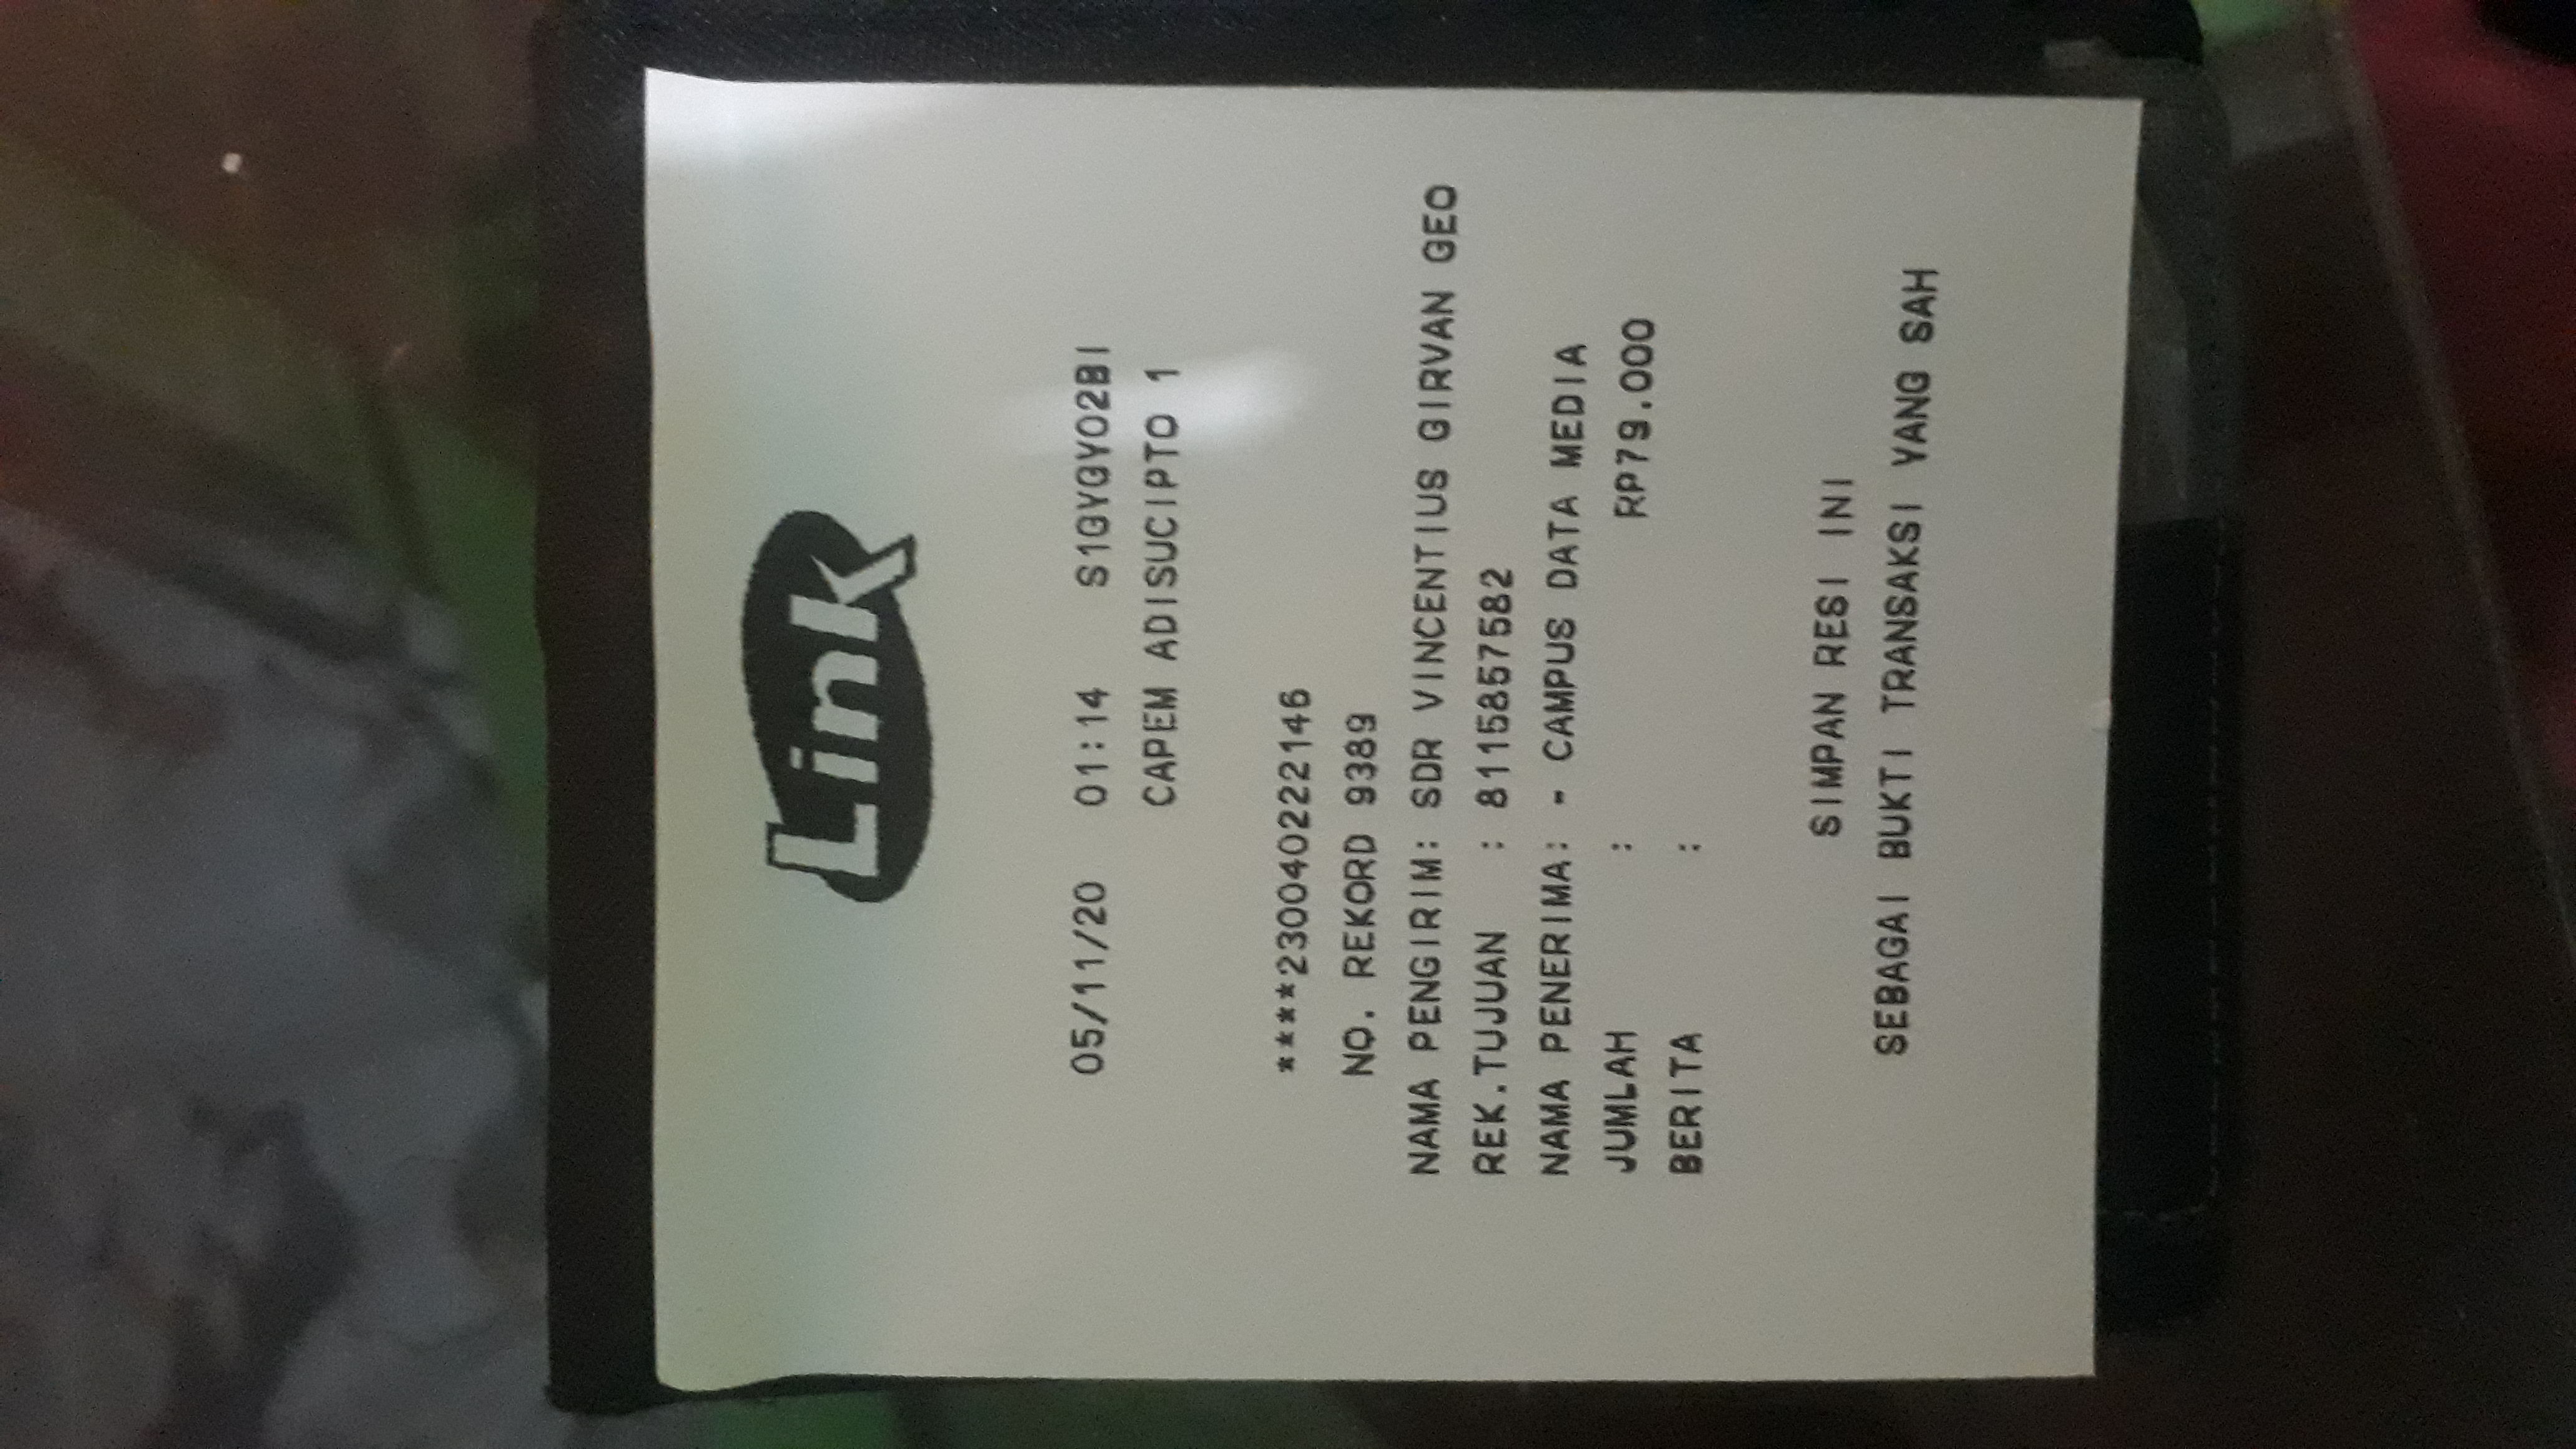 Link
05/11/20 01:14 S1GYGY02BI
CAPEM ADISUCIPTO 1
****230040222146
NO. REKORD 9389
NAMA PENGIRIM: SDR VINCENTIUS GIRVAN GEO
REK.TUJUAN : 8115857582
NAMA PENERIMA: - CAMPUS DATA MEDIA
JUMLAH : RP79.000
BERITA :
SIMPAN RESI INI
SEBAGAI BUKTI TRANSAKSI YANG SAH